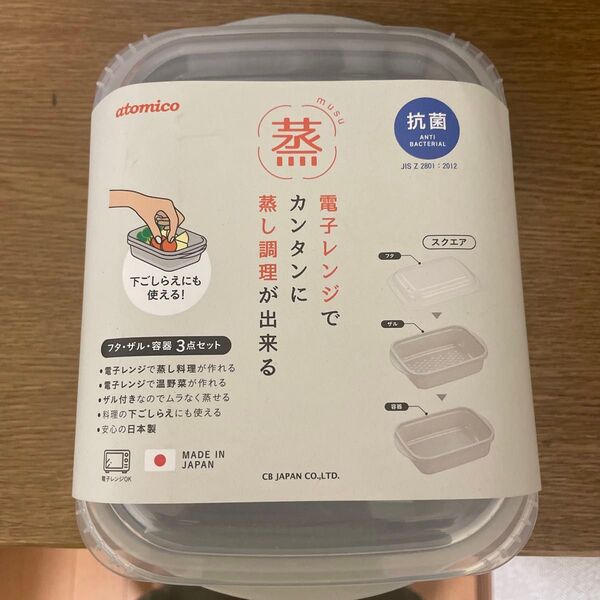 atomico
musu
蒸
抗菌
ANTI
BACTERIAL
JIS Z 2801：2012
電子レンジで
カンタンに
蒸し調理が出来る
下ごしらえにも
使える!
スクエア
フタ
ザル
容器
フタ・ザル・容器 3点セット
•電子レンジで蒸し料理が作れる
•電子レンジで温野菜が作れる
•ザル付きなのでムラなく蒸せる
•料理の下ごしらえにも使える
•安心の日本製
電子レンジOK
MADE IN
JAPAN
CB JAPAN CO.,LTD.